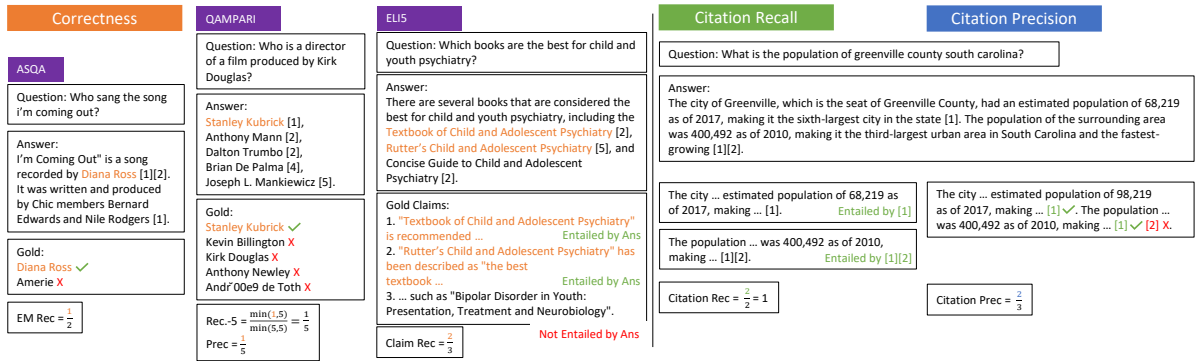 Correctness
ASQA
Question: Who sang the song
i'm coming out?
Answer:
I'm Coming Out" is a song
recorded by Diana Ross [1][2].
It was written and produced
by Chic members Bernard
Edwards and Nile Rodgers [1].
Gold:
Diana Ross ✓
Amerie X
EM Rec = 1/2
QAMPARI
Question: Who is a director
of a film produced by Kirk
Douglas?
Answer:
Stanley Kubrick [1],
Anthony Mann [2],
Dalton Trumbo [2],
Brian De Palma [4],
Joseph L. Mankiewicz [5].
Gold:
Stanley Kubrick ✓
Kevin Billington X
Kirk Douglas X
Anthony Newley X
Andr˘00e9 de Toth X
Rec.-5 = min(1,5)/min(5,5) = 1/5
Prec = 1/5
ELI5
Question: Which books are the best for child and
youth psychiatry?
Answer:
There are several books that are considered the
best for child and youth psychiatry, including the
Textbook of Child and Adolescent Psychiatry [2],
Rutter's Child and Adolescent Psychiatry [5], and
Concise Guide to Child and Adolescent
Psychiatry [2].
Gold Claims:
1. "Textbook of Child and Adolescent Psychiatry"
is recommended ... Entailed by Ans
2. "Rutter's Child and Adolescent Psychiatry" has
been described as "the best
textbook ... Entailed by Ans
3. ... such as "Bipolar Disorder in Youth:
Presentation, Treatment and Neurobiology".
Not Entailed by Ans
Claim Rec = 2/3
Citation Recall
Citation Precision
Question: What is the population of greenville county south carolina?
Answer:
The city of Greenville, which is the seat of Greenville County, had an estimated population of 68,219
as of 2017, making it the sixth-largest city in the state [1]. The population of the surrounding area
was 400,492 as of 2010, making it the third-largest urban area in South Carolina and the fastest-
growing [1][2].
The city ... estimated population of 68,219 as
of 2017, making ... [1]. Entailed by [1]
The population ... was 400,492 as of 2010,
making ... [1][2]. Entailed by [1][2]
Citation Rec = 2/2 = 1
The city ... estimated population of 98,219
as of 2017, making ... [1] ✓. The population ...
was 400,492 as of 2010, making ... [1] ✓ [2] X.
Citation Prec = 2/3